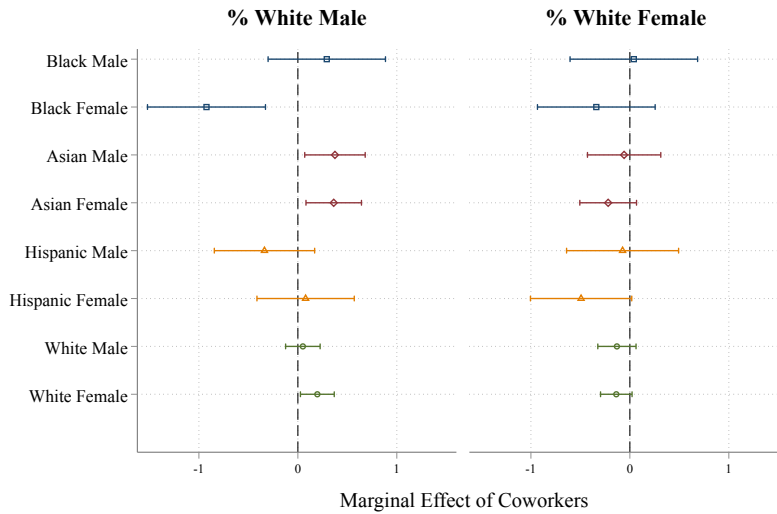 % White Male
% White Female
Black Male
Black Female
Asian Male
Asian Female
Hispanic Male
Hispanic Female
White Male
White Female
-1 0 1
-1 0 1
Marginal Effect of Coworkers